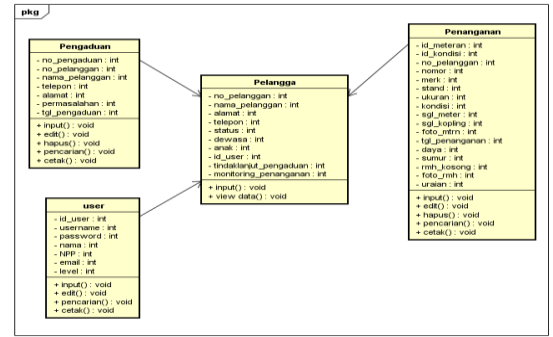 pkg
Pengaduan
- no_pengaduan : int
- no_pelanggan : int
- nama_pelanggan : int
- telepon : int
- alamat : int
- permasalahan : int
- tgl_pengaduan : int
+ input() : void
+ edit() : void
+ hapus() : void
+ pencarian() : void
+ cetak() : void
user
- id_user : int
- username : int
- password : int
- nama : int
- NPP : int
- email : int
- level : int
+ input() : void
+ edit() : void
+ pencarian() : void
+ cetak() : void
Pelangga
- no_pelanggan : int
- nama_pelanggan : int
- alamat : int
- telepon : int
- status : int
- dewasa : int
- anak : int
- id_user : int
- tindaklanjut_pengaduan : int
- monitoring_penanganan : int
+ input() : void
+ view data() : void
Penanganan
- id_meteran : int
- id_kondisi : int
- no_pelanggan : int
- nomor : int
- merk : int
- stand : int
- ukuran : int
- kondisi : int
- sgl_meter : int
- sgl_kopling : int
- foto_mtrn : int
- tgl_penanganan : int
- daya : int
- sumur : int
- rmh_kosong : int
- foto_rmh : int
- uraian : int
+ input() : void
+ edit() : void
+ hapus() : void
+ pencarian() : void
+ cetak() : void